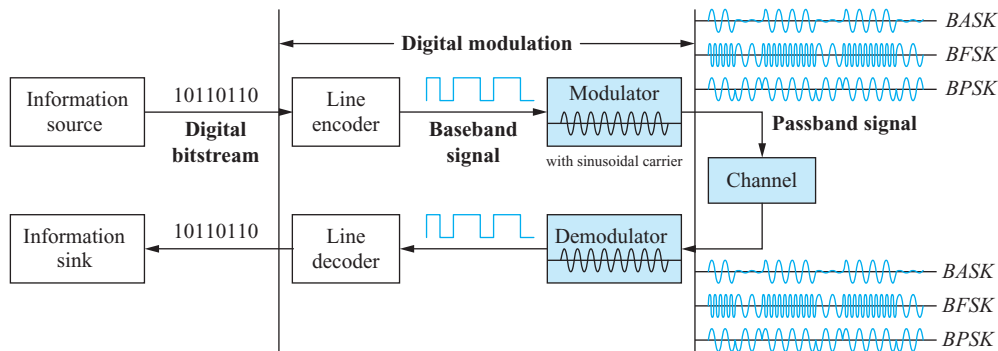 BASK
Digital modulation
BFSK
Information
source
10110110
Digital
bitstream
Line
encoder
Baseband
signal
Modulator
with sinusoidal carrier
BPSK
Passband signal
Channel
Information
sink
10110110
Line
decoder
Demodulator
BASK
BFSK
BPSK